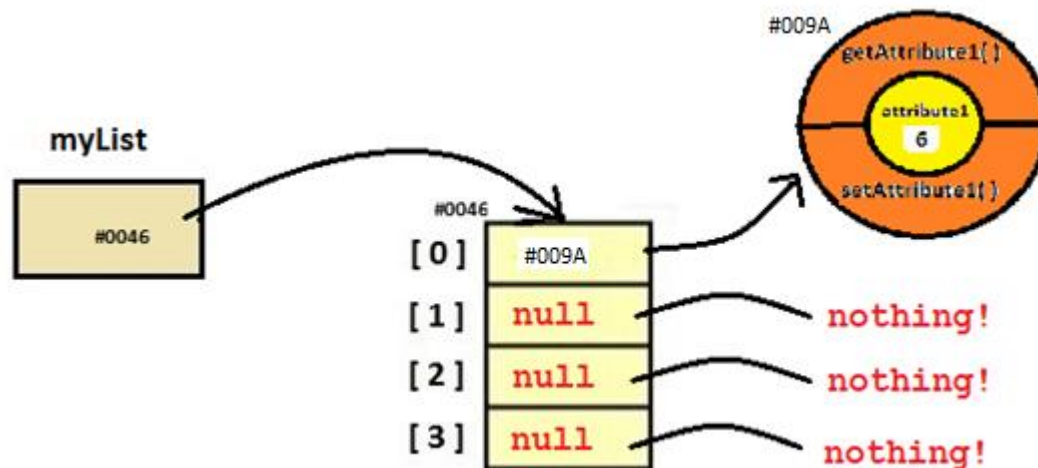 #009A
getAttribute1( )
attribute1
6
setAttribute1( )
myList
#0046
#0046
[0] #009A
[1] null nothing!
[2] null nothing!
[3] null nothing!